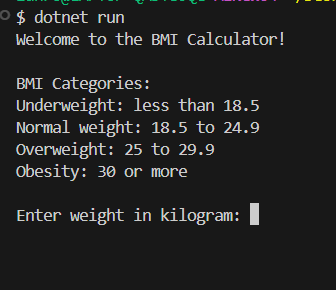 $ dotnet run
Welcome to the BMI Calculator!
BMI Categories:
Underweight: less than 18.5
Normal weight: 18.5 to 24.9
Overweight: 25 to 29.9
Obesity: 30 or more
Enter weight in kilogram: